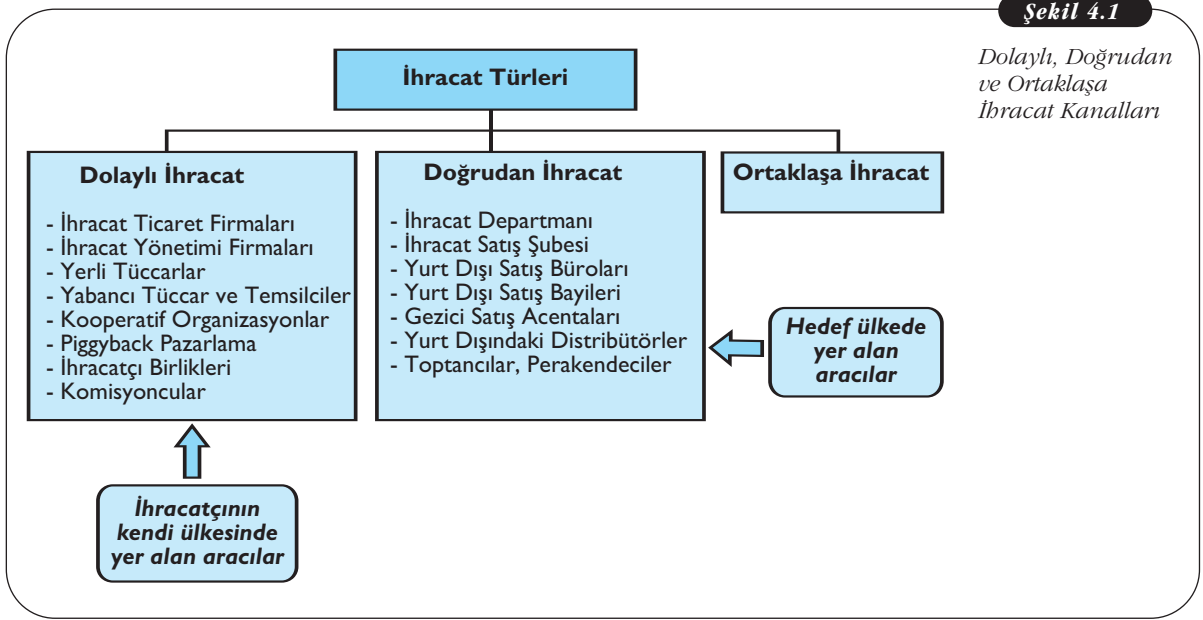 Şekil 4.1
Dolaylı, Doğrudan
ve Ortaklaşa
İhracat Kanalları
İhracat Türleri
Dolaylı İhracat
- İhracat Ticaret Firmaları
- İhracat Yönetimi Firmaları
- Yerli Tüccarlar
- Yabancı Tüccar ve Temsilciler
- Kooperatif Organizasyonlar
- Piggyback Pazarlama
- İhracatçı Birlikleri
- Komisyoncular
Doğrudan İhracat
- İhracat Departmanı
- İhracat Satış Şubesi
- Yurt Dışı Satış Büroları
- Yurt Dışı Satış Bayileri
- Gezici Satış Acentaları
- Yurt Dışındaki Distribütörler
- Toptancılar, Perakendeciler
Ortaklaşa İhracat
Hedef ülkede
yer alan
aracılar
İhracatçının
kendi ülkesinde
yer alan aracılar